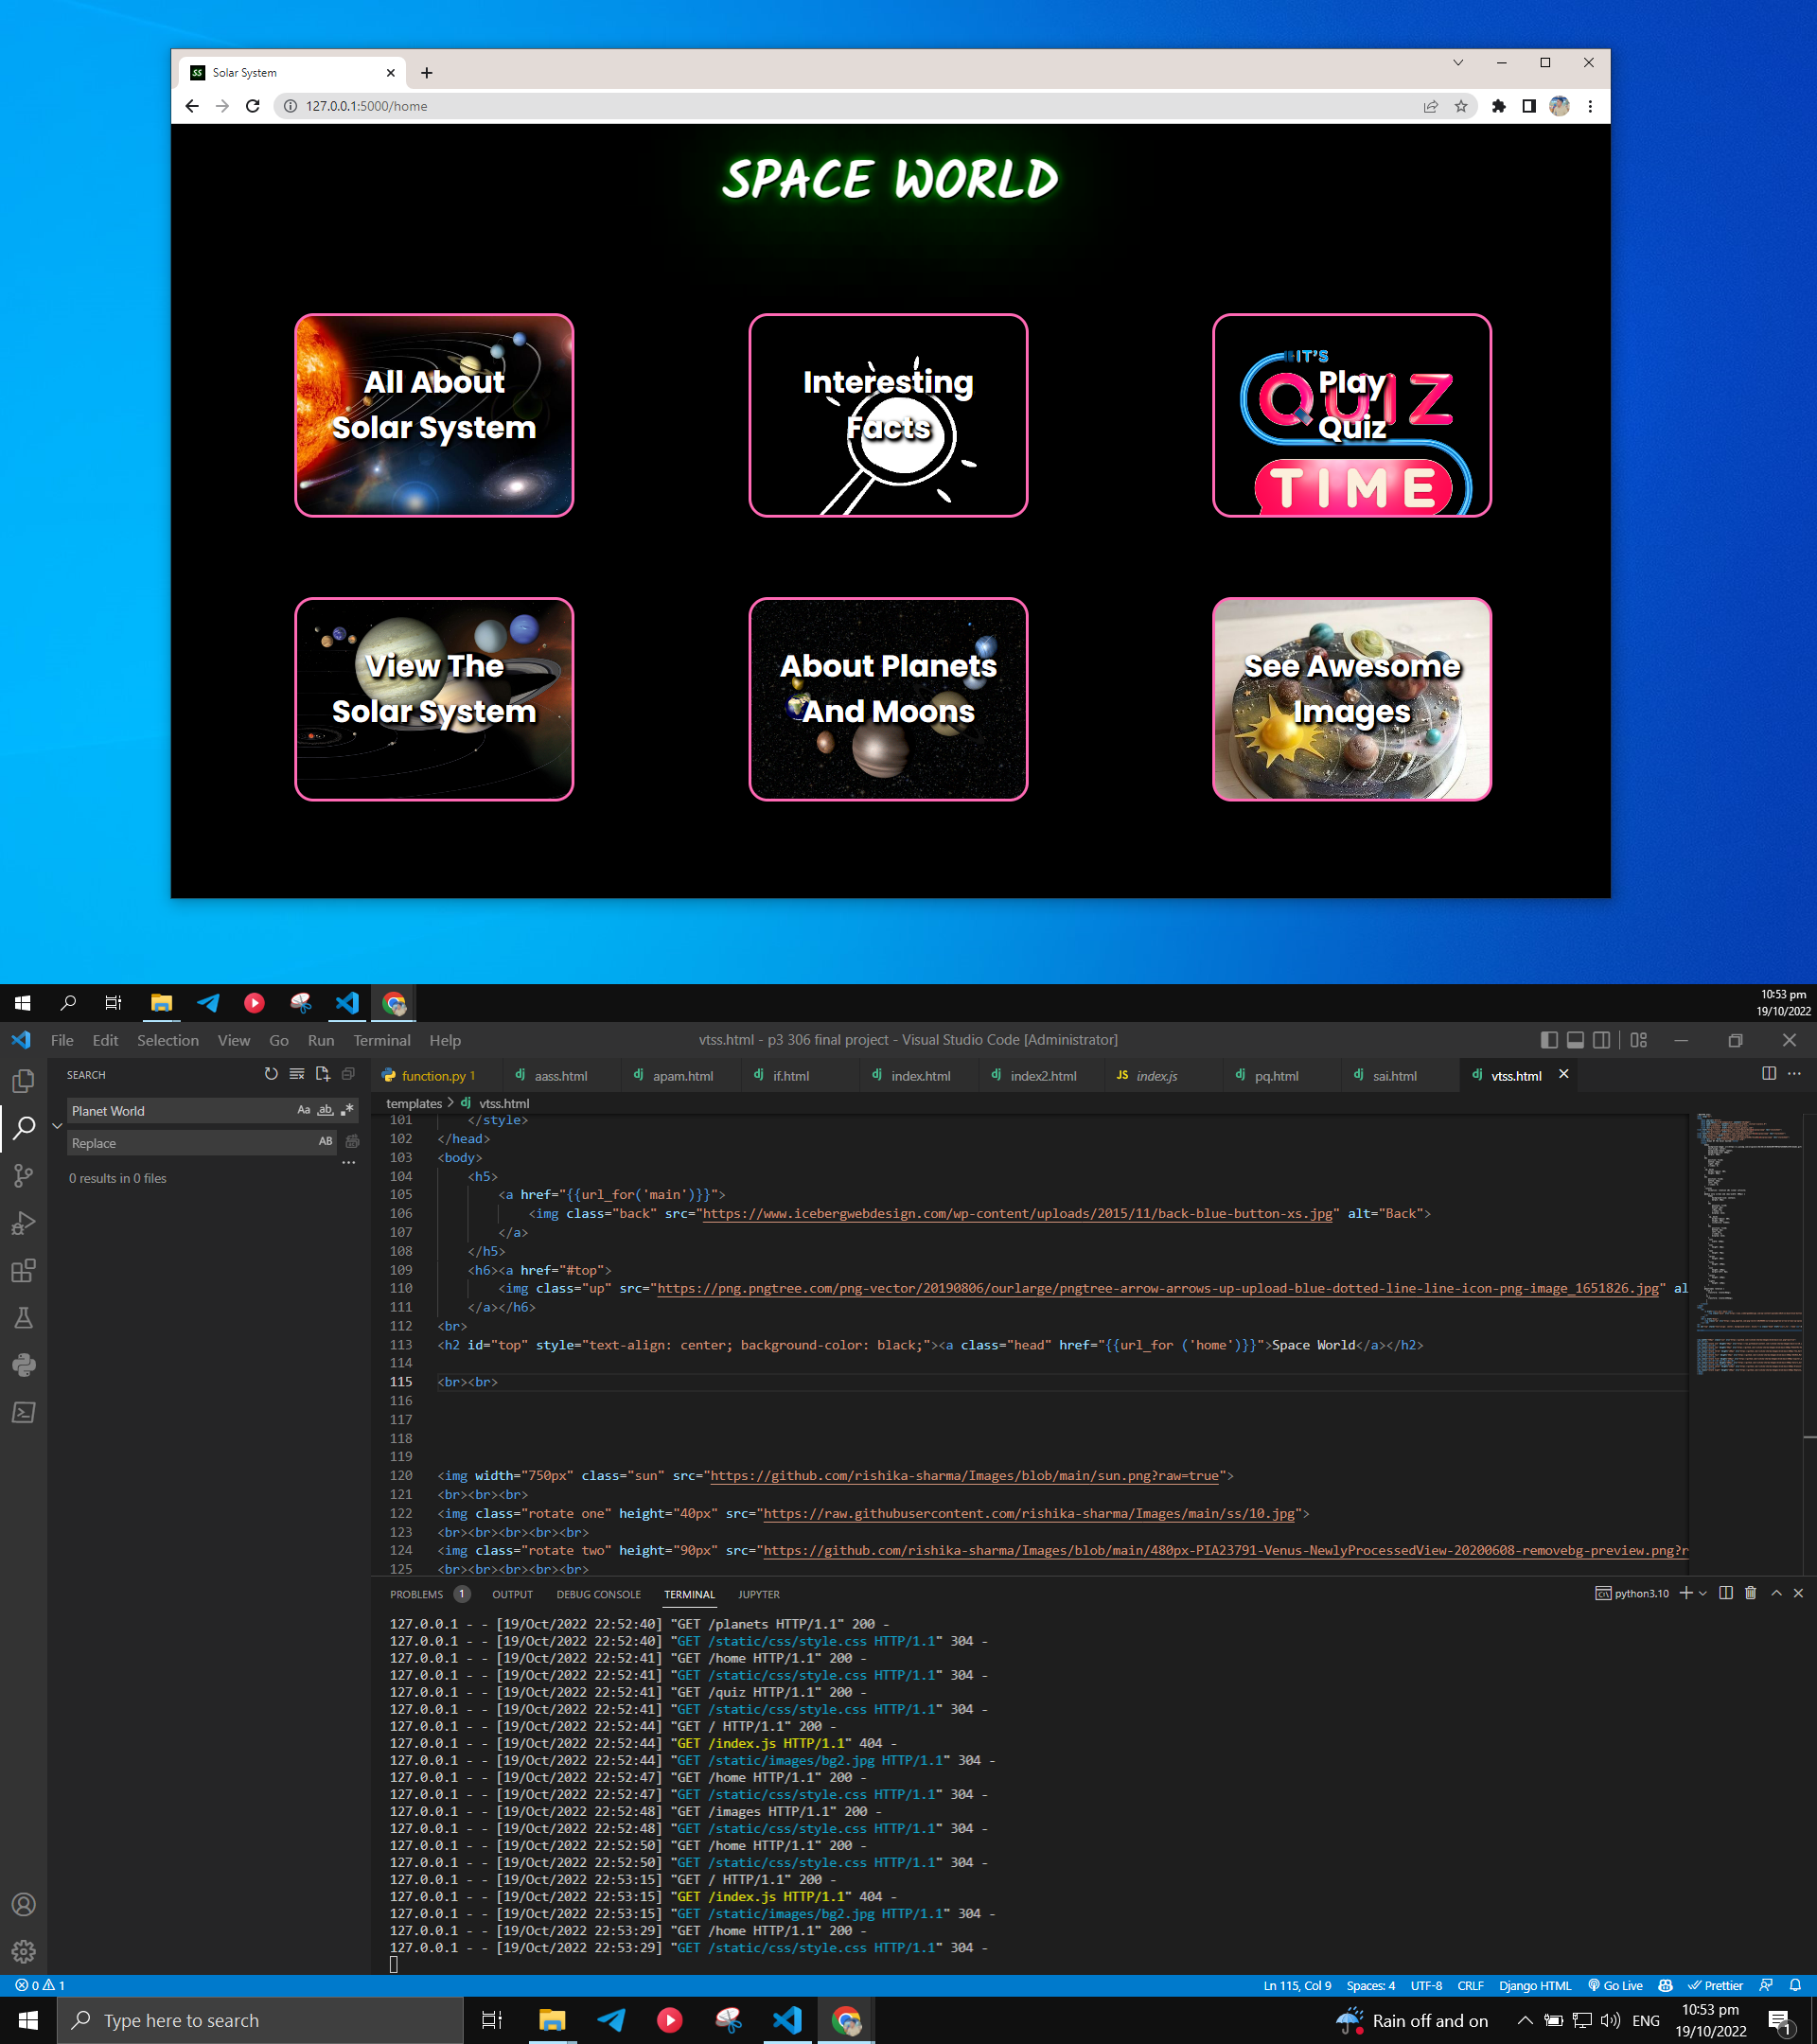 SS Solar System
127.0.0.1:5000/home
SPACE WORLD
All About
Solar System
Interesting
Facts
IT'S
QUIZ
TIME
Play
Quiz
View The
Solar System
About Planets
And Moons
See Awesome
Images
10:53 pm
19/10/2022
File Edit Selection View Go Run Terminal Help
vtss.html - p3 306 final project - Visual Studio Code [Administrator]
SEARCH
Planet World
Aa ab
Replace
AB
0 results in 0 files
function.py 1
aass.html
apam.html
if.html
index.html
index2.html
JS index.js
pq.html
sai.html
vtss.html
templates > dj vtss.html
101 </style>
102 </head>
103 <body>
104 <h5>
105 <a href="{{url_for('main')}}">
106 <img class="back" src="https://www.icebergwebdesign.com/wp-content/uploads/2015/11/back-blue-button-xs.jpg" alt="Back">
107 </a>
108 </h5>
109 <h6><a href="#top">
110 <img class="up" src="https://png.pngtree.com/png-vector/20190806/ourlarge/pngtree-arrow-arrows-up-upload-blue-dotted-line-line-icon-png-image_1651826.jpg" al
111 </a></h6>
112 <br>
113 <h2 id="top" style="text-align: center; background-color: black;"><a class="head" href="{{url_for ('home')}}">Space World</a></h2>
114
115 <br><br>
116
117
118
119
120 <img width="750px" class="sun" src="https://github.com/rishika-sharma/Images/blob/main/sun.png?raw=true">
121 <br><br><br>
122 <img class="rotate one" height="40px" src="https://raw.githubusercontent.com/rishika-sharma/Images/main/ss/10.jpg">
123 <br><br><br><br><br>
124 <img class="rotate two" height="90px" src="https://github.com/rishika-sharma/Images/blob/main/480px-PIA23791-Venus-NewlyProcessedView-20200608-removebg-preview.png?r
125 <br><br><br><br><br>
PROBLEMS 1 OUTPUT DEBUG CONSOLE TERMINAL JUPYTER
python3.10
127.0.0.1 - - [19/Oct/2022 22:52:40] "GET /planets HTTP/1.1" 200 -
127.0.0.1 - - [19/Oct/2022 22:52:40] "GET /static/css/style.css HTTP/1.1" 304 -
127.0.0.1 - - [19/Oct/2022 22:52:41] "GET /home HTTP/1.1" 200 -
127.0.0.1 - - [19/Oct/2022 22:52:41] "GET /static/css/style.css HTTP/1.1" 304 -
127.0.0.1 - - [19/Oct/2022 22:52:41] "GET /quiz HTTP/1.1" 200 -
127.0.0.1 - - [19/Oct/2022 22:52:41] "GET /static/css/style.css HTTP/1.1" 304 -
127.0.0.1 - - [19/Oct/2022 22:52:44] "GET / HTTP/1.1" 200 -
127.0.0.1 - - [19/Oct/2022 22:52:44] "GET /index.js HTTP/1.1" 404 -
127.0.0.1 - - [19/Oct/2022 22:52:44] "GET /static/images/bg2.jpg HTTP/1.1" 304 -
127.0.0.1 - - [19/Oct/2022 22:52:47] "GET /home HTTP/1.1" 200 -
127.0.0.1 - - [19/Oct/2022 22:52:47] "GET /static/css/style.css HTTP/1.1" 304 -
127.0.0.1 - - [19/Oct/2022 22:52:48] "GET /images HTTP/1.1" 200 -
127.0.0.1 - - [19/Oct/2022 22:52:48] "GET /static/css/style.css HTTP/1.1" 304 -
127.0.0.1 - - [19/Oct/2022 22:52:50] "GET /home HTTP/1.1" 200 -
127.0.0.1 - - [19/Oct/2022 22:52:50] "GET /static/css/style.css HTTP/1.1" 304 -
127.0.0.1 - - [19/Oct/2022 22:53:15] "GET / HTTP/1.1" 200 -
127.0.0.1 - - [19/Oct/2022 22:53:15] "GET /index.js HTTP/1.1" 404 -
127.0.0.1 - - [19/Oct/2022 22:53:15] "GET /static/images/bg2.jpg HTTP/1.1" 304 -
127.0.0.1 - - [19/Oct/2022 22:53:29] "GET /home HTTP/1.1" 200 -
127.0.0.1 - - [19/Oct/2022 22:53:29] "GET /static/css/style.css HTTP/1.1" 304 -
0 1
Ln 115, Col 9 Spaces: 4 UTF-8 CRLF Django HTML Go Live Prettier
Type here to search
Rain off and on
ENG
10:53 pm
19/10/2022
1